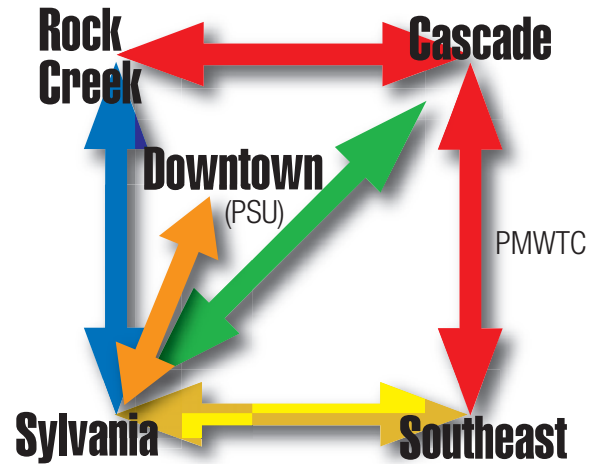 Rock
Creek
Cascade
Downtown
(PSU)
PMWTC
Sylvania
Southeast